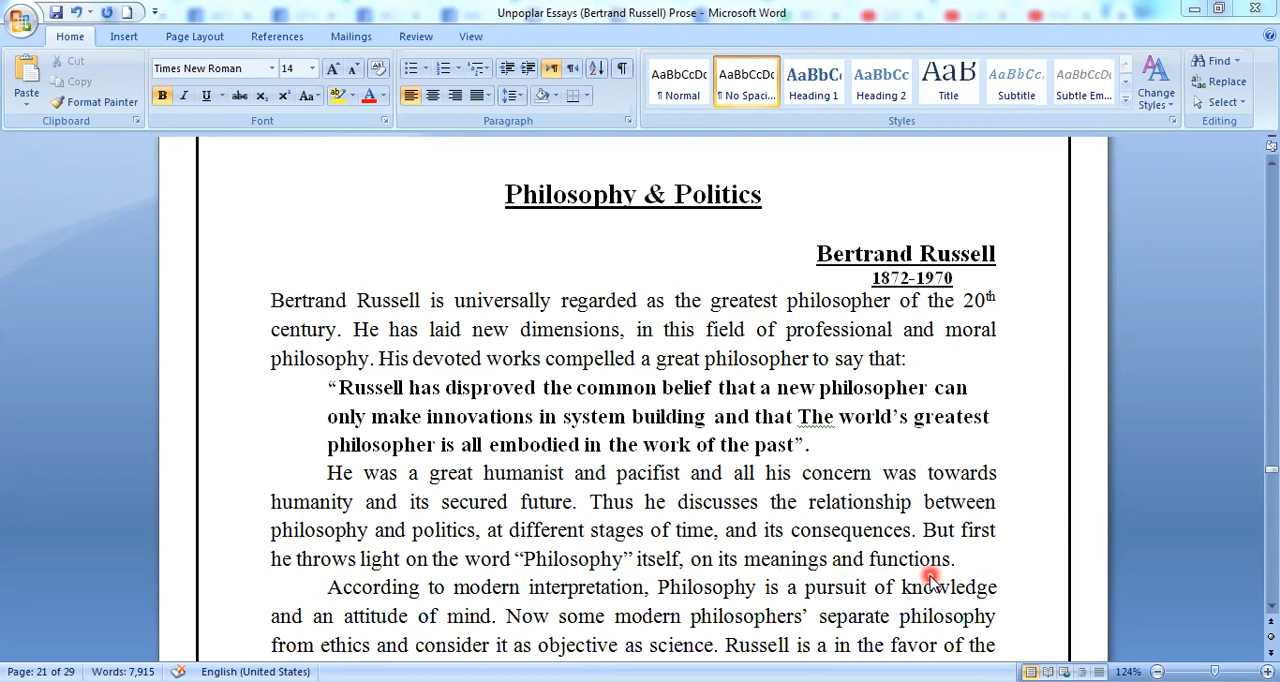 Unpoplar Essays (Bertrand Russell) Prose - Microsoft Word
Home Insert Page Layout References Mailings Review View
Paste
Cut
Copy
Format Painter
Clipboard
Times New Roman 14
B I U abe x₂ x² Aa
Font
Paragraph
AaBbCcDc AaBbCcDc AaBbC AaBbCc AaB AaBbCc AaBbCcDc
¶ Normal ¶ No Spaci... Heading 1 Heading 2 Title Subtitle Subtle Em...
Change Styles
Styles
Find
Replace
Select
Editing
Philosophy & Politics
Bertrand Russell
1872-1970
Bertrand Russell is universally regarded as the greatest philosopher of the 20th
century. He has laid new dimensions, in this field of professional and moral
philosophy. His devoted works compelled a great philosopher to say that:
“Russell has disproved the common belief that a new philosopher can
only make innovations in system building and that The world’s greatest
philosopher is all embodied in the work of the past”.
He was a great humanist and pacifist and all his concern was towards
humanity and its secured future. Thus he discusses the relationship between
philosophy and politics, at different stages of time, and its consequences. But first
he throws light on the word “Philosophy” itself, on its meanings and functions.
According to modern interpretation, Philosophy is a pursuit of knowledge
and an attitude of mind. Now some modern philosophers’ separate philosophy
from ethics and consider it as objective as science. Russell is a in the favor of the
Page: 21 of 29 Words: 7,915 English (United States) 124%